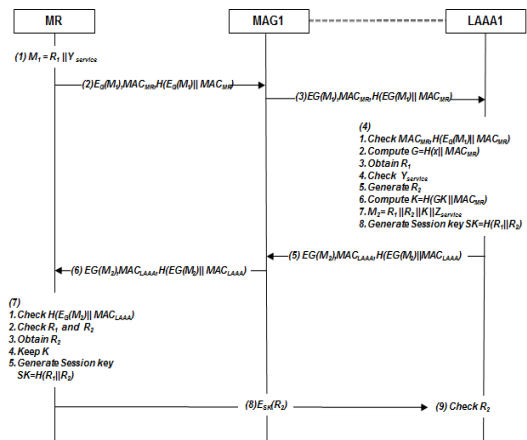 MR MAG1 LAAA1
(1) M1 = R1 || Yservice
(2)EG(M1),MACMR,H(EG(M1)|| MACMR)
(3)EG(M1),MACMR,H(EG(M1)|| MACMR)
(4)
1.Check MACMR,H(EG(M1)|| MACMR)
2.Compute G=H(x|| MACMR)
3.Obtain R1
4.Check Yservice
5.Generate R2
6.Compute K=H(GK ||MACMR)
7.M2= R1||R2||K||Zservice
8.Generate Session key SK=H(R1||R2)
(5) EG(M2),MACLAAA,H(EG(M2)||MACLAAA)
(6) EG(M2),MACLAAA,H(EG(M2)|| MACLAAA)
(7)
1.Check H(EG(M2)|| MACLAAA)
2.Check R1 and R2
3.Obtain R2
4.Keep K
5.Generate Session key
SK=H(R1||R2)
(8)ESK(R2)
(9) Check R2